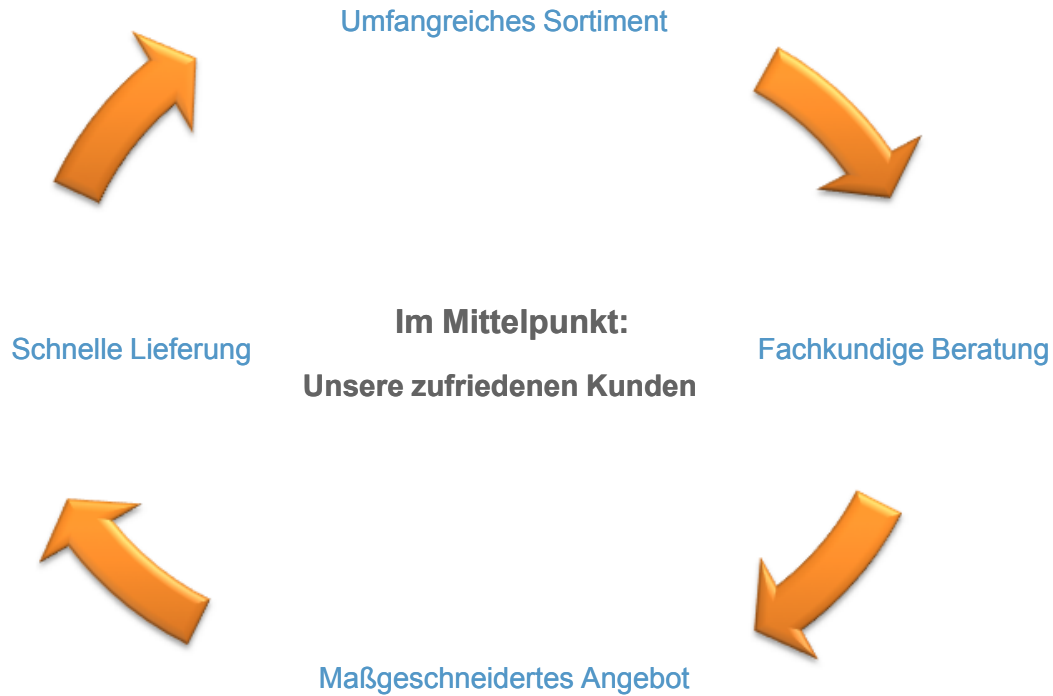 Umfangreiches Sortiment
Im Mittelpunkt:
Schnelle Lieferung
Fachkundige Beratung
Unsere zufriedenen Kunden
Maßgeschneidertes Angebot